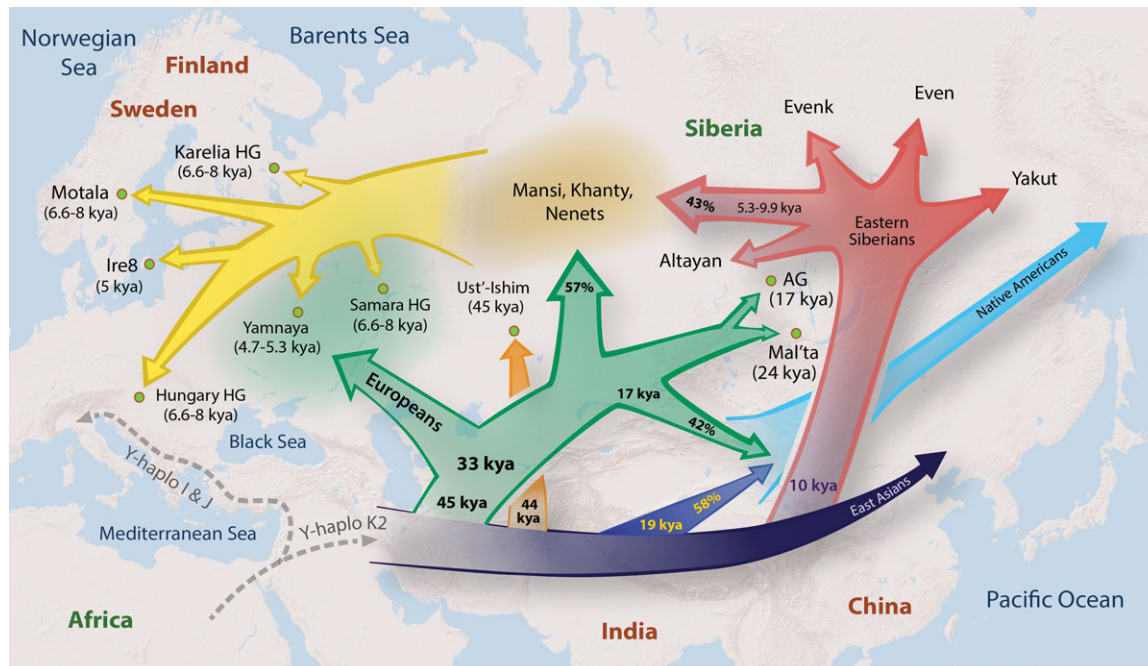 Norwegian
Sea
Barents Sea
Finland
Sweden
Siberia
Evenk
Even
Yakut
Karelia HG
(6.6-8 kya)
Motala
(6.6-8 kya)
Mansi, Khanty,
Nenets
43%
5.3-9.9 kya
Eastern
Siberians
Ire8
(5 kya)
Altayan
Native Americans
Ust’-Ishim
(45 kya)
57%
AG
(17 kya)
Samara HG
(6.6-8 kya)
Yamnaya
(4.7-5.3 kya)
Mal’ta
(24 kya)
Hungary HG
(6.6-8 kya)
Europeans
17 kya
42%
Black Sea
Y-haplo I & J
33 kya
45 kya
44
kya
19 kya
58%
10 kya
East Asians
Mediterranean Sea
Y-haplo K2
Africa
India
China
Pacific Ocean